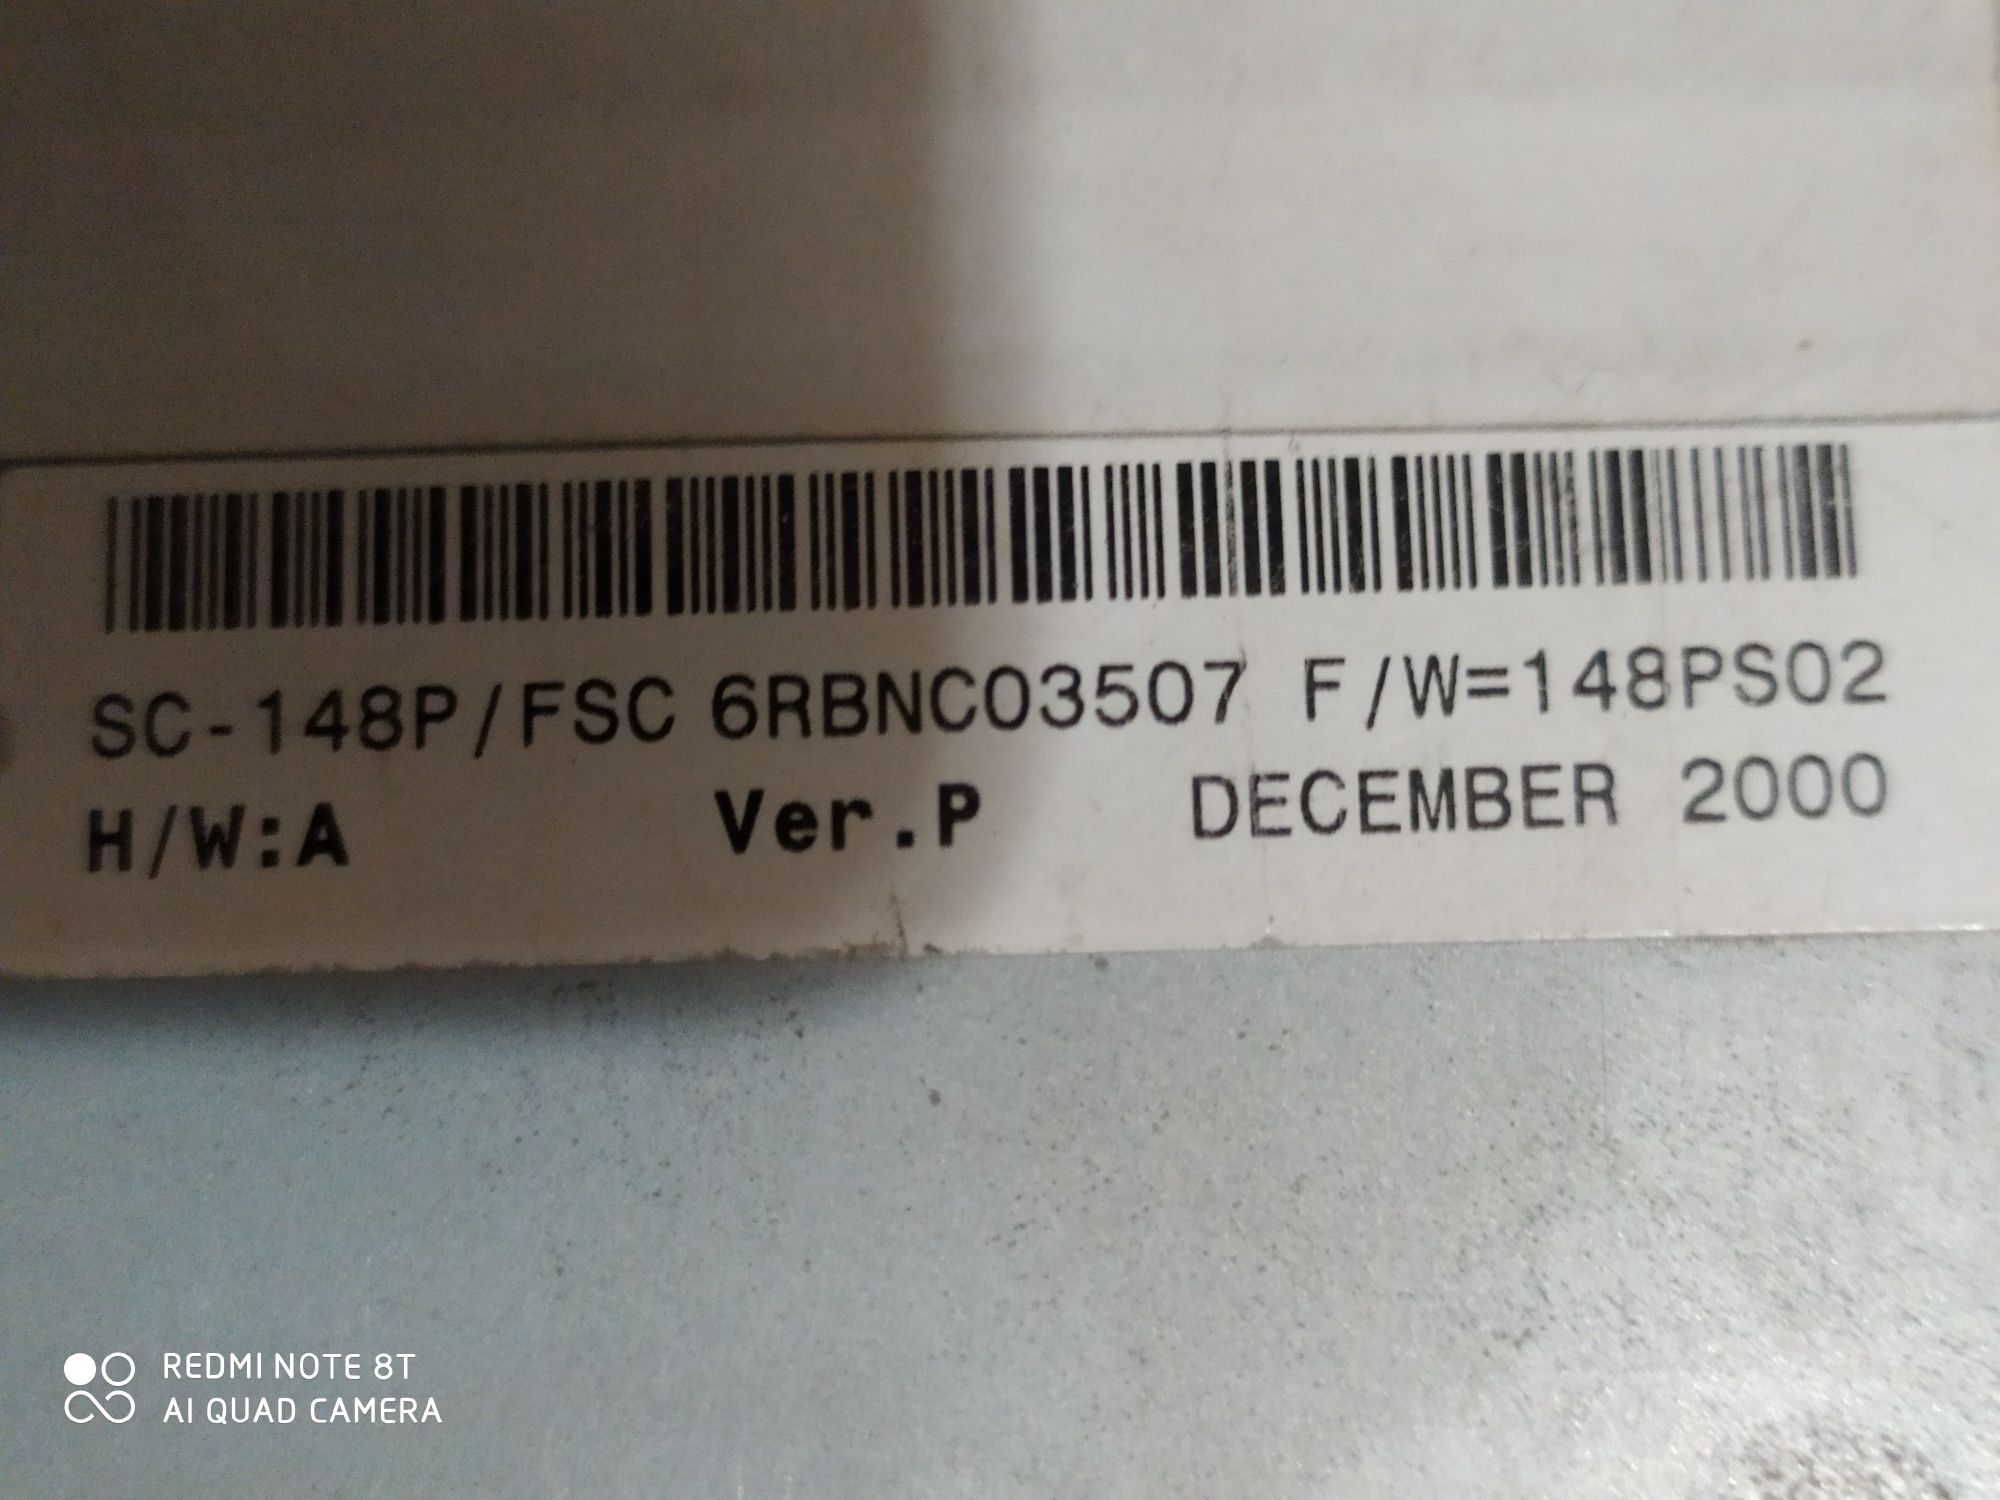 SC-148P/FSC 6RBNC03507 F/W=148PS02
H/W:A Ver.P DECEMBER 2000
REDMI NOTE 8T
AI QUAD CAMERA